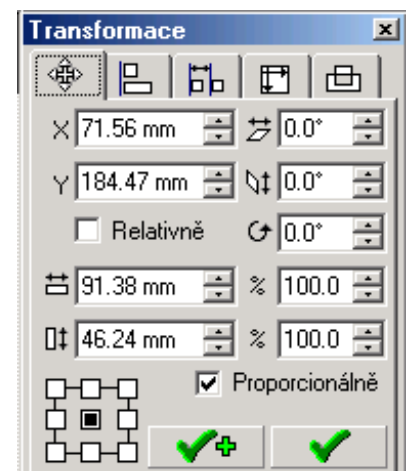 Transformace
X 71.56 mm 0.0°
Y 184.47 mm 0.0°
Relativně 0.0°
91.38 mm % 100.0
46.24 mm % 100.0
Proporcionálně